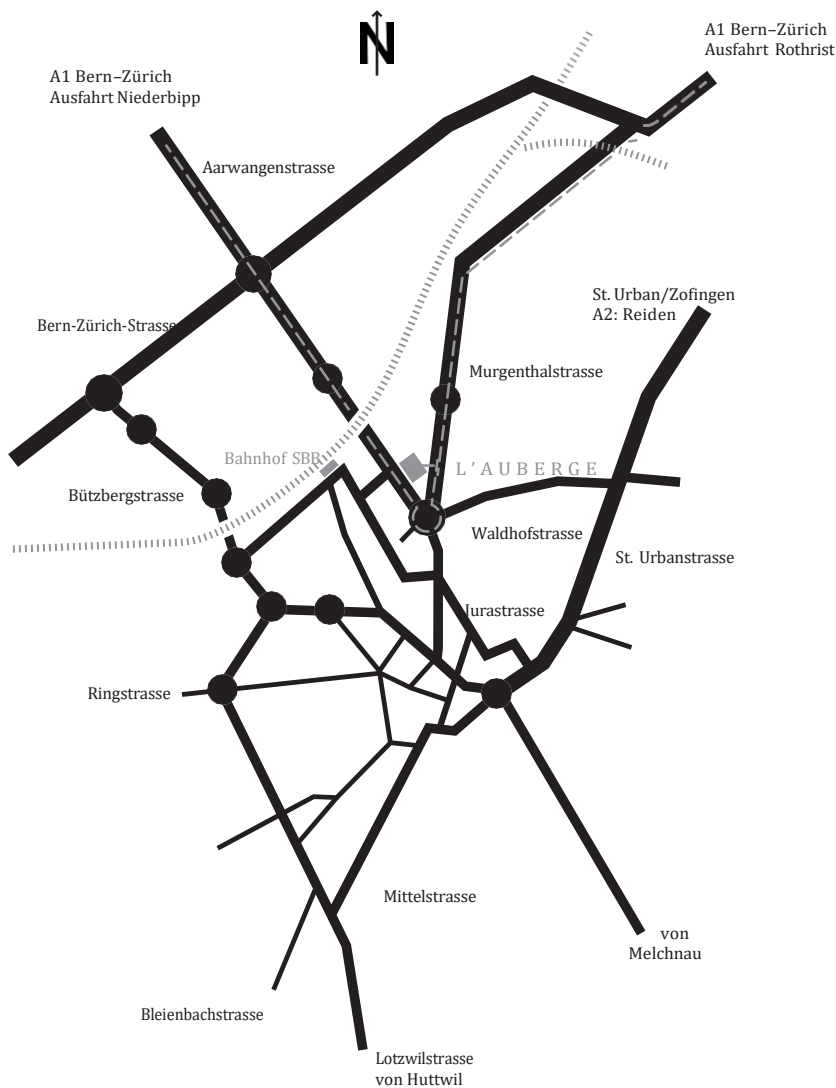 N
A1 Bern–Zürich
Ausfahrt Rothrist
A1 Bern–Zürich
Ausfahrt Niederbipp
Aarwangenstrasse
St. Urban/Zofingen
A2: Reiden
Bern-Zürich-Strasse
Murgenthalstrasse
Bahnhof SBB
L'AUBERGE
Bützbergstrasse
Waldhofstrasse
St. Urbanstrasse
Jurastrasse
Ringstrasse
Mittelstrasse
von
Melchnau
Bleienbachstrasse
Lotzwilstrasse
von Huttwil